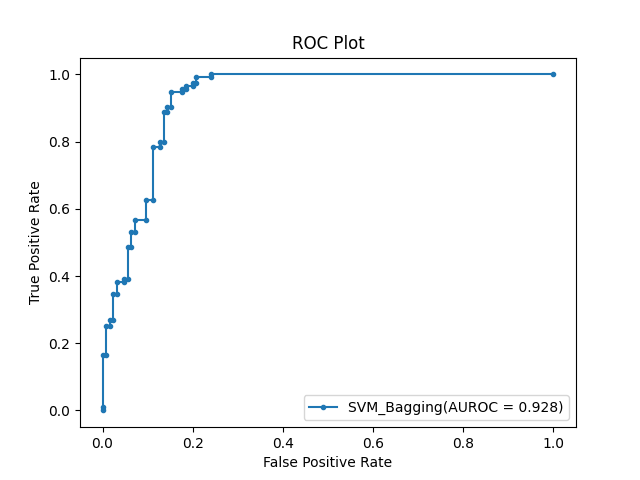 ROC Plot
1.0
0.8
0.6
0.4
0.2
0.0
True Positive Rate
SVM_Bagging(AUROC = 0.928)
0.0 0.2 0.4 0.6 0.8 1.0
False Positive Rate